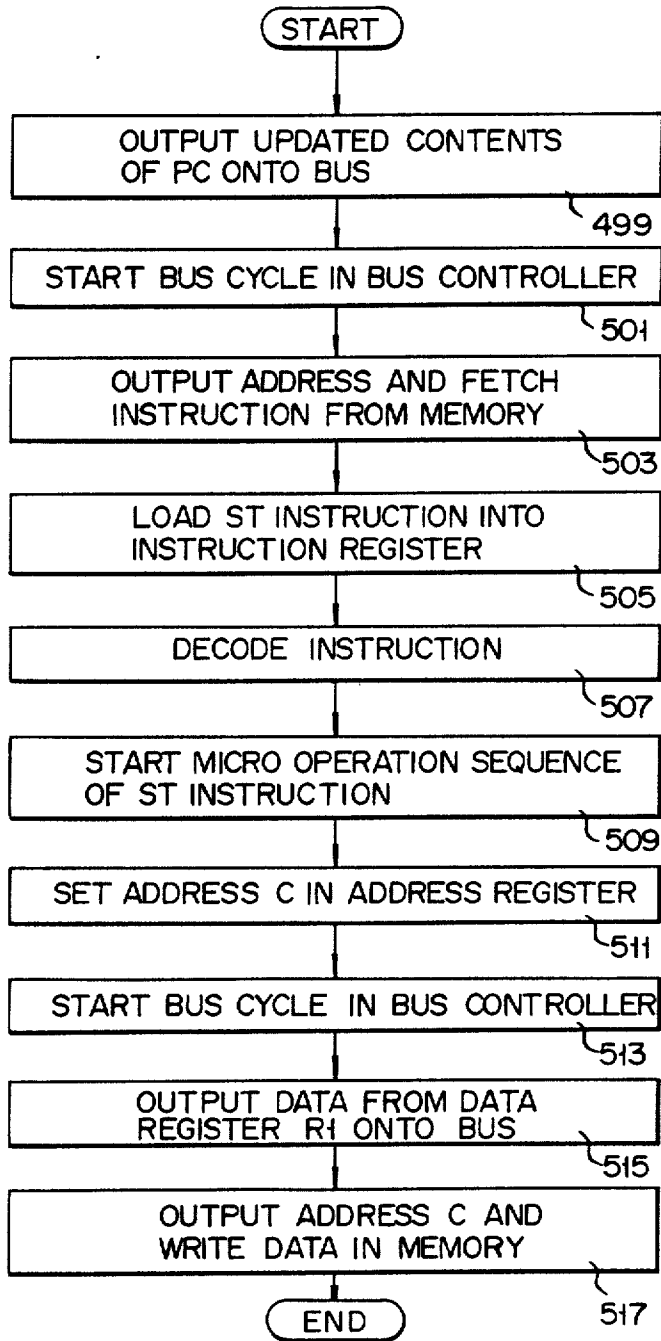 START
OUTPUT UPDATED CONTENTS
OF PC ONTO BUS
499
START BUS CYCLE IN BUS CONTROLLER
501
OUTPUT ADDRESS AND FETCH
INSTRUCTION FROM MEMORY
503
LOAD ST INSTRUCTION INTO
INSTRUCTION REGISTER
505
DECODE INSTRUCTION
507
START MICRO OPERATION SEQUENCE
OF ST INSTRUCTION
509
SET ADDRESS C IN ADDRESS REGISTER
511
START BUS CYCLE IN BUS CONTROLLER
513
OUTPUT DATA FROM DATA
REGISTER R1 ONTO BUS
515
OUTPUT ADDRESS C AND
WRITE DATA IN MEMORY
517
END